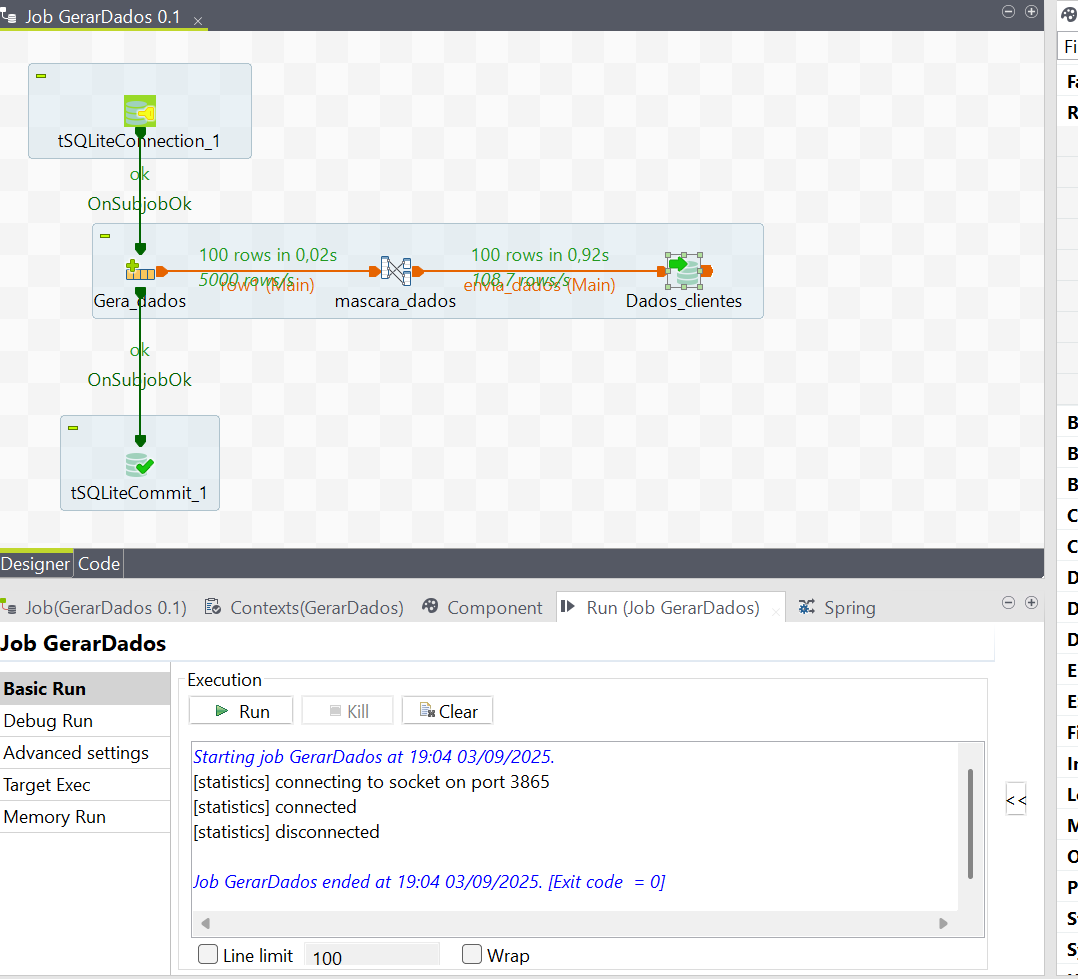 Job GerarDados 0.1
Fi
Fa
R
tSQLiteConnection_1
ok
OnSubjobOk
100 rows in 0,02s
100 rows in 0,92s
5000 rows/s
row1 (Main)
108,7 rows/s
envia_dados (Main)
Gera_dados
mascara_dados
Dados_clientes
ok
OnSubjobOk
tSQLiteCommit_1
B
B
B
C
C
D
D
D
E
E
Fi
In
Lo
M
O
P
S
Sy
Designer
Code
Job(GerarDados 0.1)
Contexts(GerarDados)
Component
Run (Job GerarDados)
Spring
Job GerarDados
Basic Run
Debug Run
Advanced settings
Target Exec
Memory Run
Execution
Run
Kill
Clear
Starting job GerarDados at 19:04 03/09/2025.
[statistics] connecting to socket on port 3865
[statistics] connected
[statistics] disconnected
Job GerarDados ended at 19:04 03/09/2025. [Exit code  = 0]
<<
Line limit
100
Wrap